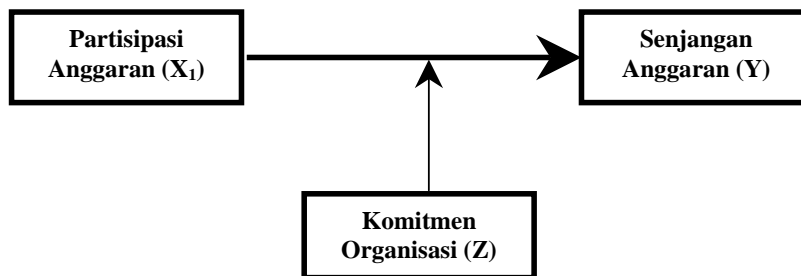 Partisipasi
Anggaran (X₁)
Senjangan
Anggaran (Y)
Komitmen
Organisasi (Z)